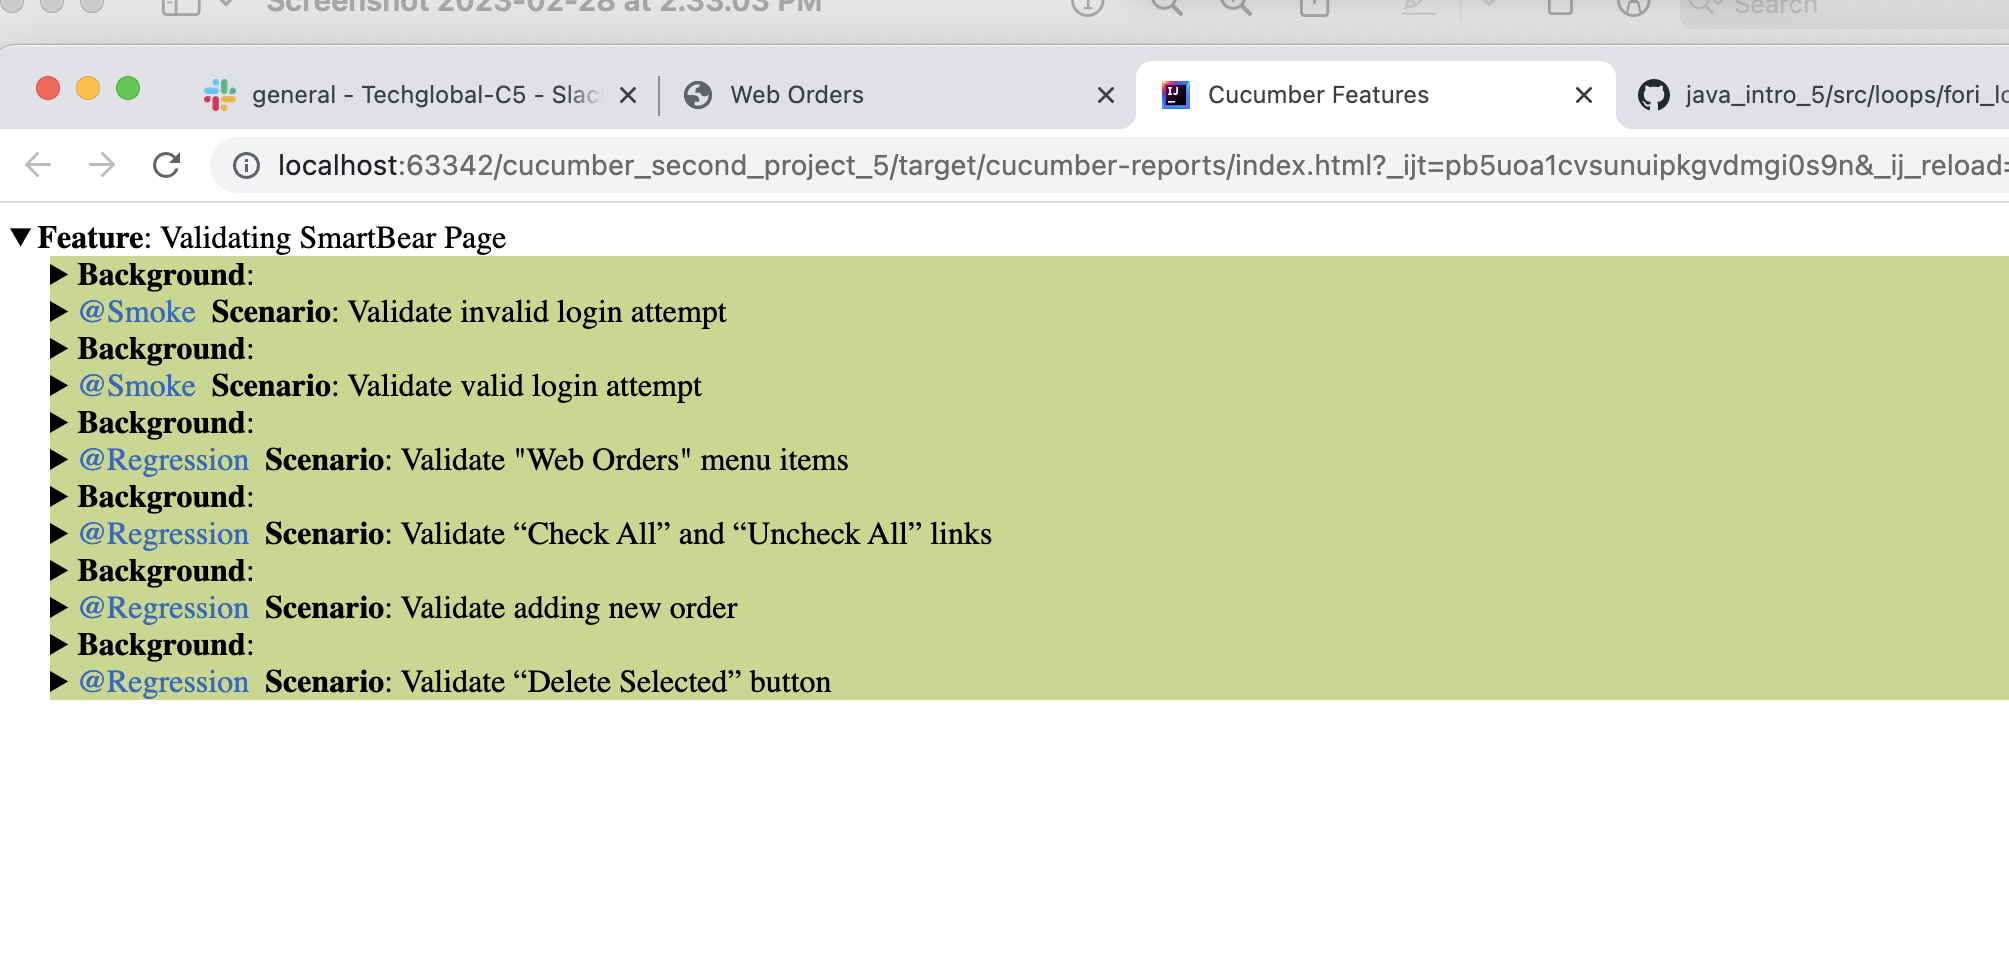 Screenshot 2023-02-28 at 2.33.03 PM
Search
general - Techglobal-C5 - Slac
Web Orders
Cucumber Features
java_intro_5/src/loops/fori_lo
localhost:63342/cucumber_second_project_5/target/cucumber-reports/index.html?_ijt=pb5uoa1cvsunuipkgvdmgi0s9n&_ij_reload=
Feature: Validating SmartBear Page
Background:
@Smoke Scenario: Validate invalid login attempt
Background:
@Smoke Scenario: Validate valid login attempt
Background:
@Regression Scenario: Validate "Web Orders" menu items
Background:
@Regression Scenario: Validate “Check All” and “Uncheck All” links
Background:
@Regression Scenario: Validate adding new order
Background:
@Regression Scenario: Validate “Delete Selected” button